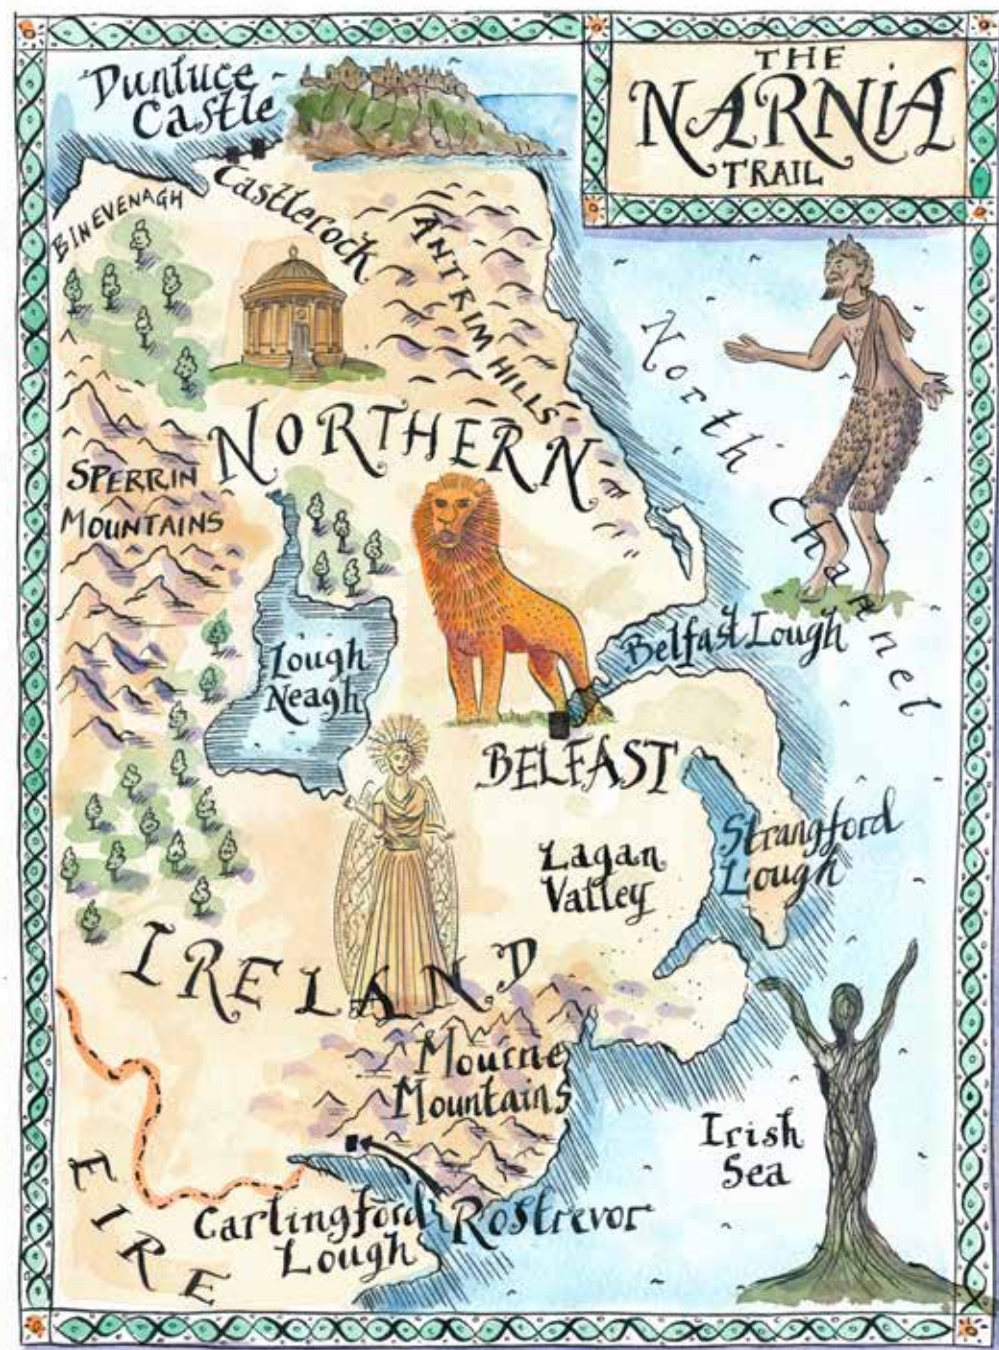 THE
NARNIA
TRAIL
Dunluce
Castle
Castlerock
BINEVENAGH
ANTRIM HILLS
North Channel
NORTHERN
SPERRIN
MOUNTAINS
Lough
Neagh
Belfast Lough
BELFAST
Strangford
Lough
Lagan
Valley
IRELAND
Mourne
Mountains
Irish
Sea
EIRE
Carlingford
Lough
Rostrevor